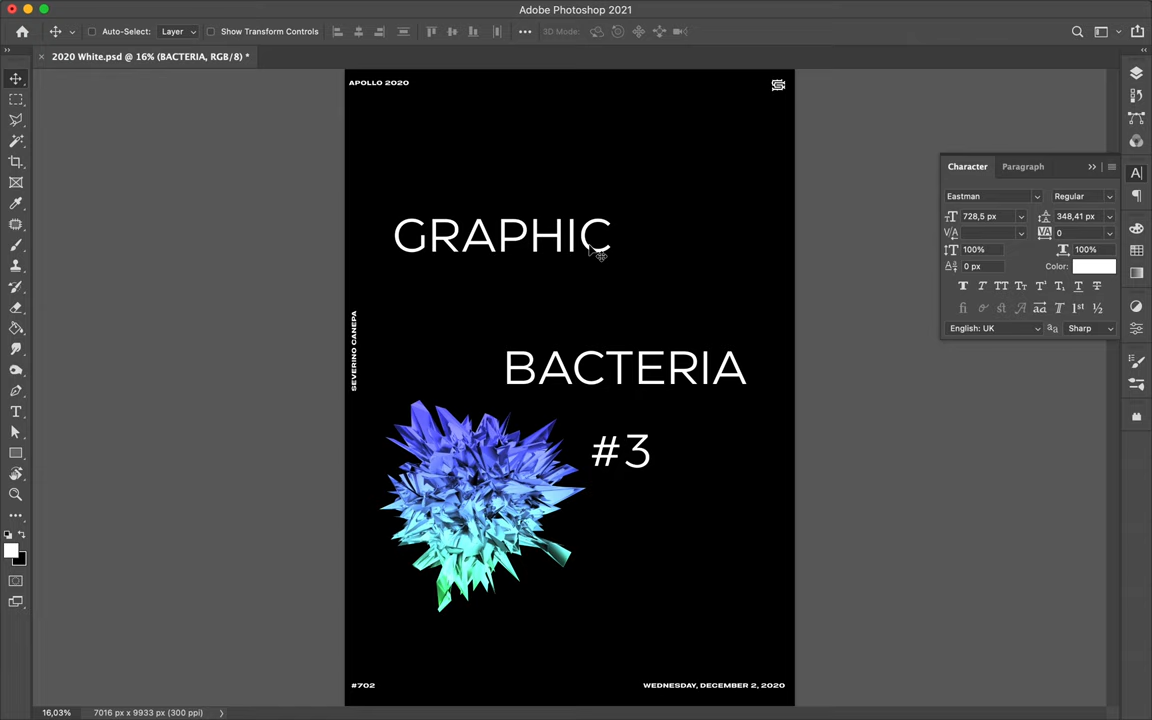 Adobe Photoshop 2021
Auto-Select:
Layer
Show Transform Controls
3D Mode:
2020 White.psd @ 16% (BACTERIA, RGB/8) *
APOLLO 2020
GRAPHIC
SEVERINO CANEPA
BACTERIA
#3
#702
WEDNESDAY, DECEMBER 2, 2020
Character
Paragraph
Eastman
Regular
728,5 px
348,41 px
0
100%
100%
0 px
Color:
English: UK
Sharp
16,03%
7016 px x 9933 px (300 ppi)